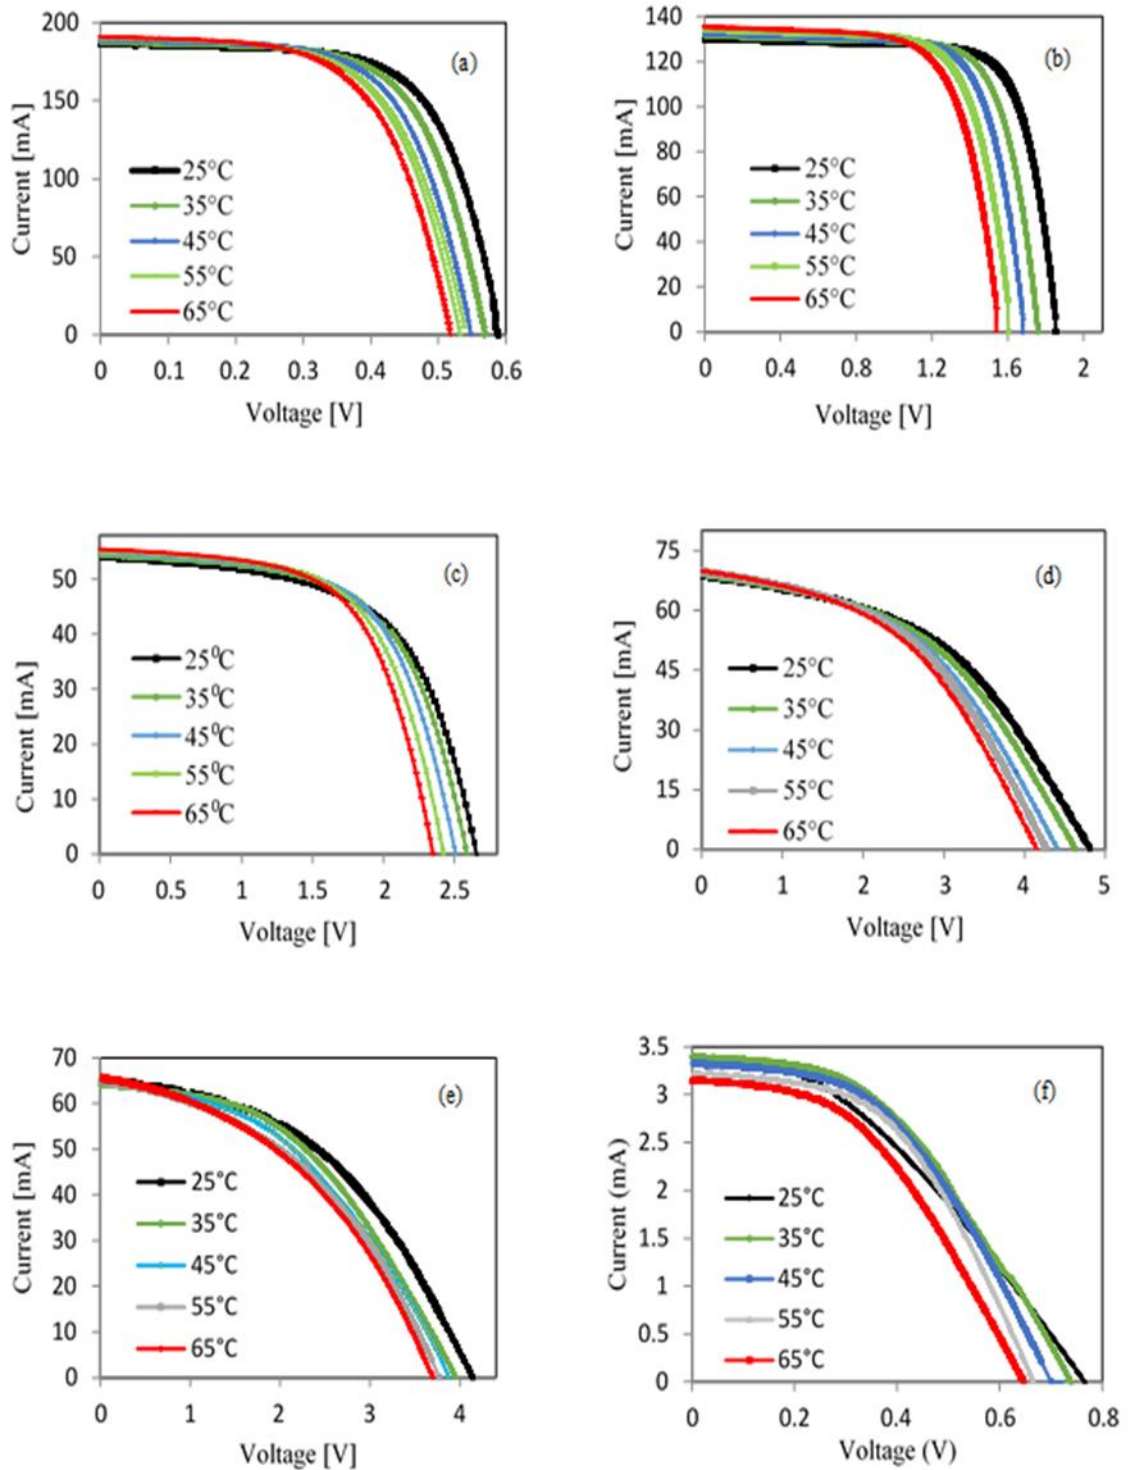 200
150
100
50
0
Current [mA]
(a)
25°C
35°C
45°C
55°C
65°C
0 0.1 0.2 0.3 0.4 0.5 0.6
Voltage [V]
140
120
100
80
60
40
20
0
Current [mA]
(b)
25°C
35°C
45°C
55°C
65°C
0 0.4 0.8 1.2 1.6 2
Voltage [V]
50
40
30
20
10
0
Current [mA]
(c)
25⁰C
35⁰C
45⁰C
55⁰C
65⁰C
0 0.5 1 1.5 2 2.5
Voltage [V]
75
60
45
30
15
0
Current [mA]
(d)
25°C
35°C
45°C
55°C
65°C
0 1 2 3 4 5
Voltage [V]
70
60
50
40
30
20
10
0
Current [mA]
(e)
25°C
35°C
45°C
55°C
65°C
0 1 2 3 4
Voltage [V]
3.5
3
2.5
2
1.5
1
0.5
0
Current (mA)
(f)
25°C
35°C
45°C
55°C
65°C
0 0.2 0.4 0.6 0.8
Voltage (V)